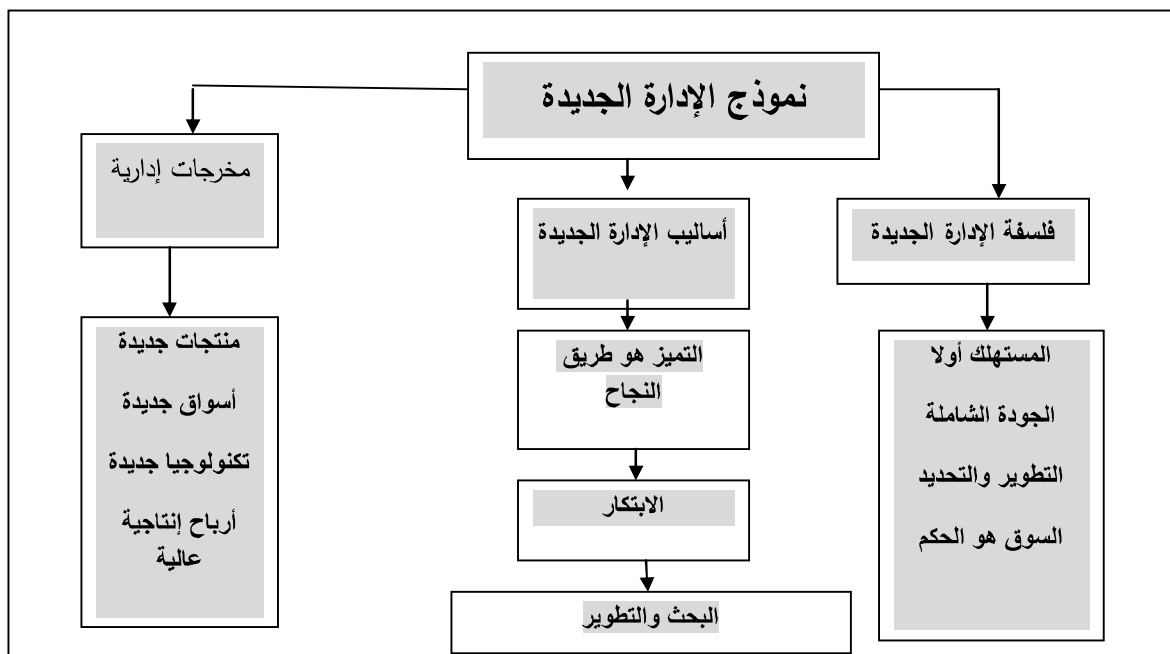 نموذج الإدارة الجديدة
فلسفة الإدارة الجديدة
المستهلك أولا
الجودة الشاملة
التطوير والتحديد
السوق هو الحكم
أساليب الإدارة الجديدة
التميز هو طريق
النجاح
الابتكار
البحث والتطوير
مخرجات إدارية
منتجات جديدة
أسواق جديدة
تكنولوجيا جديدة
أرباح إنتاجية
عالية